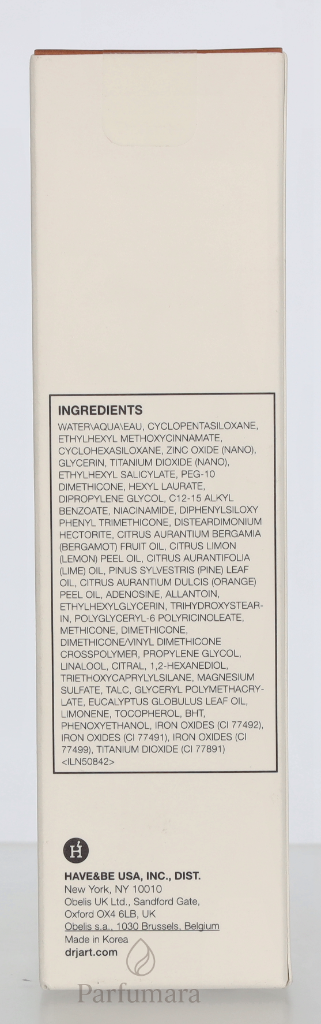 INGREDIENTS
WATER\AQUA\EAU, CYCLOPENTASILOXANE,
ETHYLHEXYL METHOXYCINNAMATE,
CYCLOHEXASILOXANE, ZINC OXIDE (NANO),
GLYCERIN, TITANIUM DIOXIDE (NANO),
ETHYLHEXYL SALICYLATE, PEG-10
DIMETHICONE, HEXYL LAURATE,
DIPROPYLENE GLYCOL, C12-15 ALKYL
BENZOATE, NIACINAMIDE, DIPHENYLSILOXY
PHENYL TRIMETHICONE, DISTEARDIMONIUM
HECTORITE, CITRUS AURANTIUM BERGAMIA
(BERGAMOT) FRUIT OIL, CITRUS LIMON
(LEMON) PEEL OIL, CITRUS AURANTIFOLIA
(LIME) OIL, PINUS SYLVESTRIS (PINE) LEAF
OIL, CITRUS AURANTIUM DULCIS (ORANGE)
PEEL OIL, ADENOSINE, ALLANTOIN,
ETHYLHEXYLGLYCERIN, TRIHYDROXYSTEAR-
IN, POLYGLYCERYL-6 POLYRICINOLEATE,
METHICONE, DIMETHICONE,
DIMETHICONE/VINYL DIMETHICONE
CROSSPOLYMER, PROPYLENE GLYCOL,
LINALOOL, CITRAL, 1,2-HEXANEDIOL,
TRIETHOXYCAPRYLYLSILANE, MAGNESIUM
SULFATE, TALC, GLYCERYL POLYMETHACRY-
LATE, EUCALYPTUS GLOBULUS LEAF OIL,
LIMONENE, TOCOPHEROL, BHT,
PHENOXYETHANOL, IRON OXIDES (CI 77492),
IRON OXIDES (CI 77491), IRON OXIDES (CI
77499), TITANIUM DIOXIDE (CI 77891)
<ILN50842>
H
HAVE&BE USA, INC., DIST.
New York, NY 10010
Obelis UK Ltd., Sandford Gate,
Oxford OX4 6LB, UK
Obelis s.a., 1030 Brussels, Belgium
Made in Korea
drjart.com
Parfumara